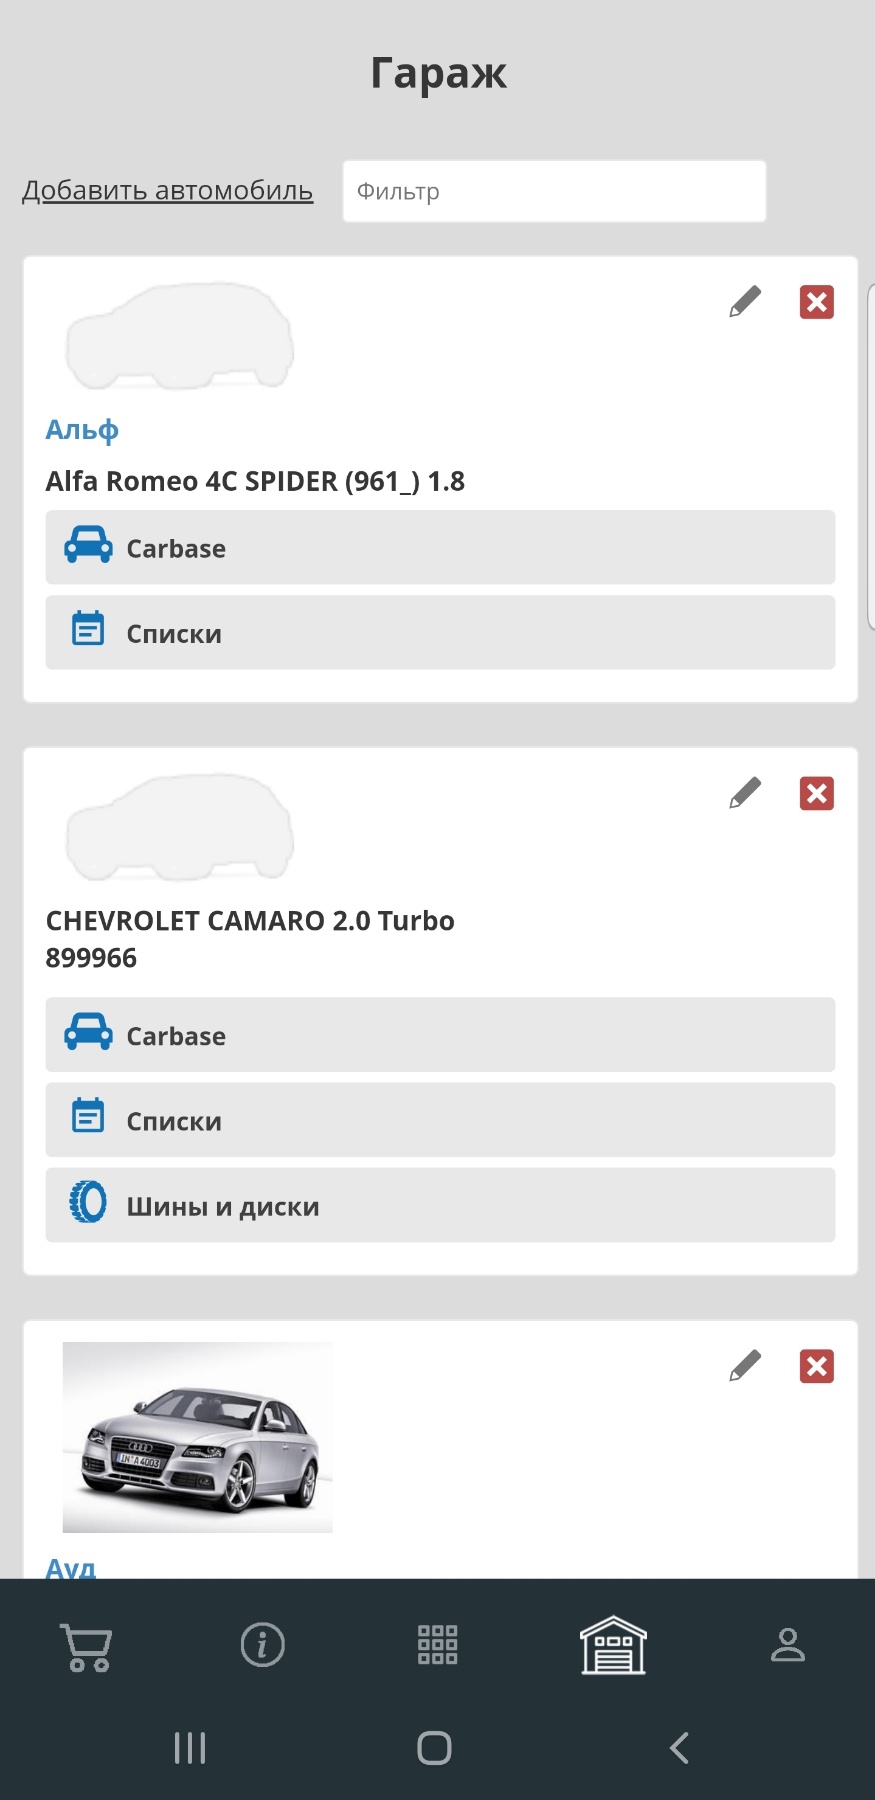 Гараж
Добавить автомобиль
Фильтр
Альф
Alfa Romeo 4C SPIDER (961_) 1.8
Carbase
Списки
CHEVROLET CAMARO 2.0 Turbo
899966
Carbase
Списки
Шины и диски
IN A 4003
Ауд